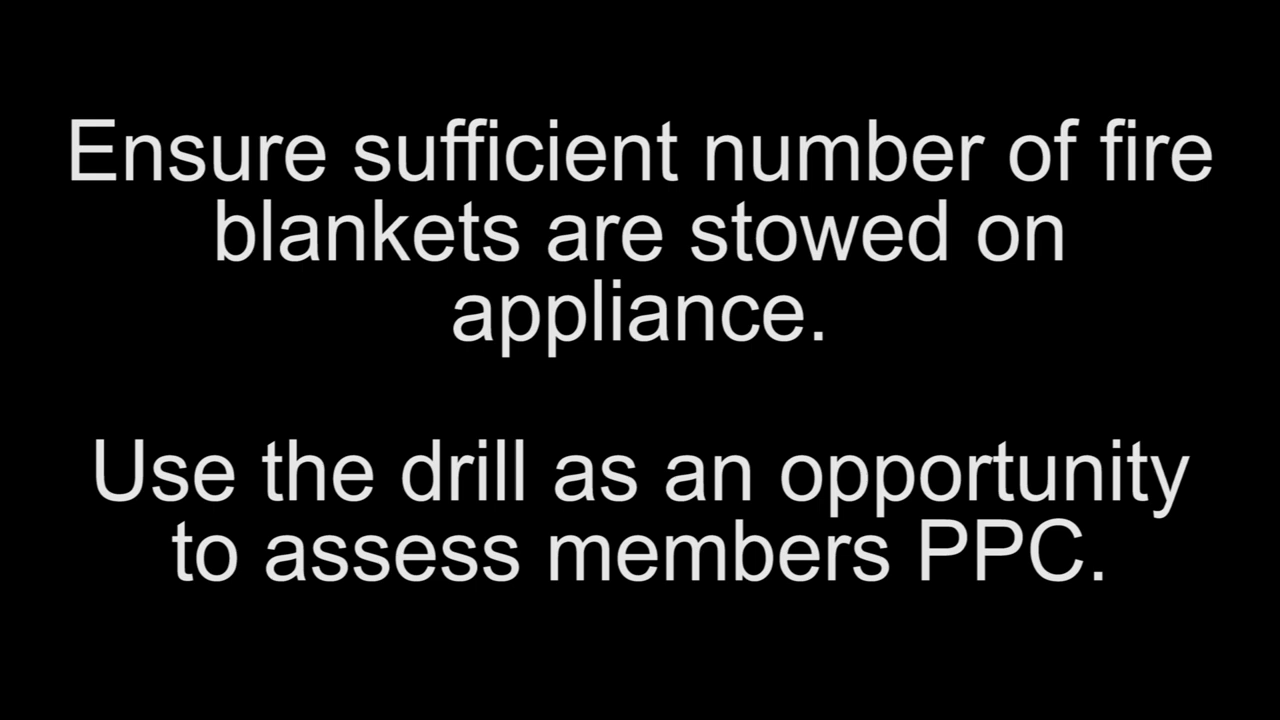 Ensure sufficient number of fire
blankets are stowed on
appliance.
Use the drill as an opportunity
to assess members PPC.